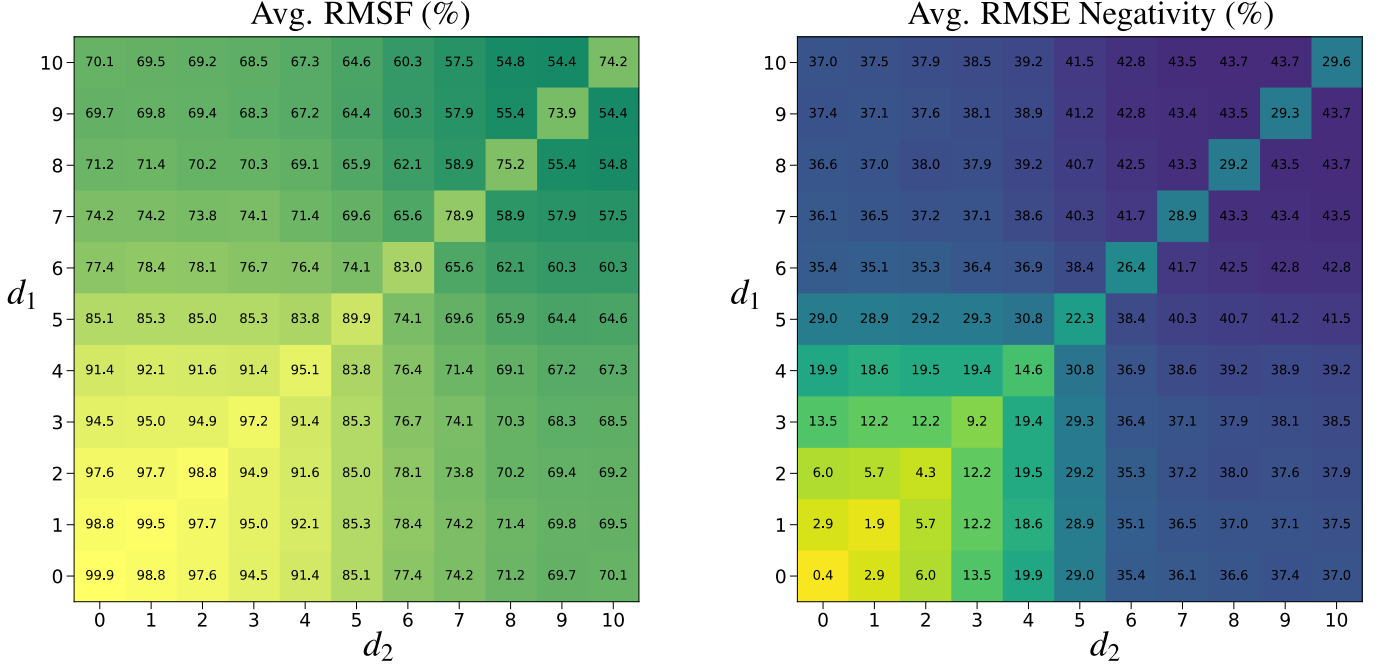 Avg. RMSF (%)
10 70.1 69.5 69.2 68.5 67.3 64.6 60.3 57.5 54.8 54.4 74.2
9 69.7 69.8 69.4 68.3 67.2 64.4 60.3 57.9 55.4 73.9 54.4
8 71.2 71.4 70.2 70.3 69.1 65.9 62.1 58.9 75.2 55.4 54.8
7 74.2 74.2 73.8 74.1 71.4 69.6 65.6 78.9 58.9 57.9 57.5
6 77.4 78.4 78.1 76.7 76.4 74.1 83.0 65.6 62.1 60.3 60.3
d1
5 85.1 85.3 85.0 85.3 83.8 89.9 74.1 69.6 65.9 64.4 64.6
4 91.4 92.1 91.6 91.4 95.1 83.8 76.4 71.4 69.1 67.2 67.3
3 94.5 95.0 94.9 97.2 91.4 85.3 76.7 74.1 70.3 68.3 68.5
2 97.6 97.7 98.8 94.9 91.6 85.0 78.1 73.8 70.2 69.4 69.2
1 98.8 99.5 97.7 95.0 92.1 85.3 78.4 74.2 71.4 69.8 69.5
0 99.9 98.8 97.6 94.5 91.4 85.1 77.4 74.2 71.2 69.7 70.1
0 1 2 3 4 5 6 7 8 9 10
d2
Avg. RMSE Negativity (%)
10 37.0 37.5 37.9 38.5 39.2 41.5 42.8 43.5 43.7 43.7 29.6
9 37.4 37.1 37.6 38.1 38.9 41.2 42.8 43.4 43.5 29.3 43.7
8 36.6 37.0 38.0 37.9 39.2 40.7 42.5 43.3 29.2 43.5 43.7
7 36.1 36.5 37.2 37.1 38.6 40.3 41.7 28.9 43.3 43.4 43.5
6 35.4 35.1 35.3 36.4 36.9 38.4 26.4 41.7 42.5 42.8 42.8
d1
5 29.0 28.9 29.2 29.3 30.8 22.3 38.4 40.3 40.7 41.2 41.5
4 19.9 18.6 19.5 19.4 14.6 30.8 36.9 38.6 39.2 38.9 39.2
3 13.5 12.2 12.2 9.2 19.4 29.3 36.4 37.1 37.9 38.1 38.5
2 6.0 5.7 4.3 12.2 19.5 29.2 35.3 37.2 38.0 37.6 37.9
1 2.9 1.9 5.7 12.2 18.6 28.9 35.1 36.5 37.0 37.1 37.5
0 0.4 2.9 6.0 13.5 19.9 29.0 35.4 36.1 36.6 37.4 37.0
0 1 2 3 4 5 6 7 8 9 10
d2